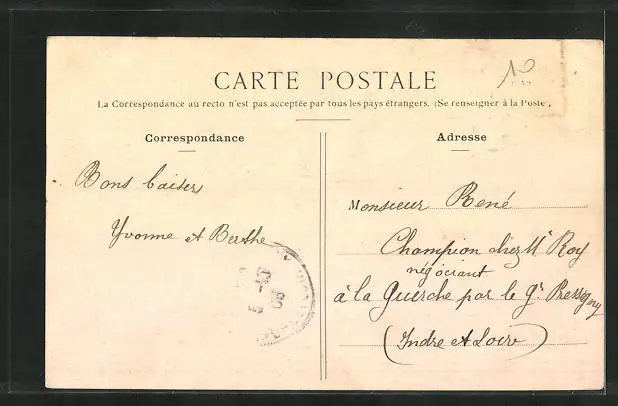 10
CARTE POSTALE
La Correspondance au recto n'est pas acceptée par tous les pays étrangers. (Se renseigner à la Poste)
Correspondance
Adresse
Bons baisers
Yvonne et Berthe
Monsieur René
Champion chez Mr Roy
négociant
à la Guerche par le Gd Pressigny
(Indre et Loire)